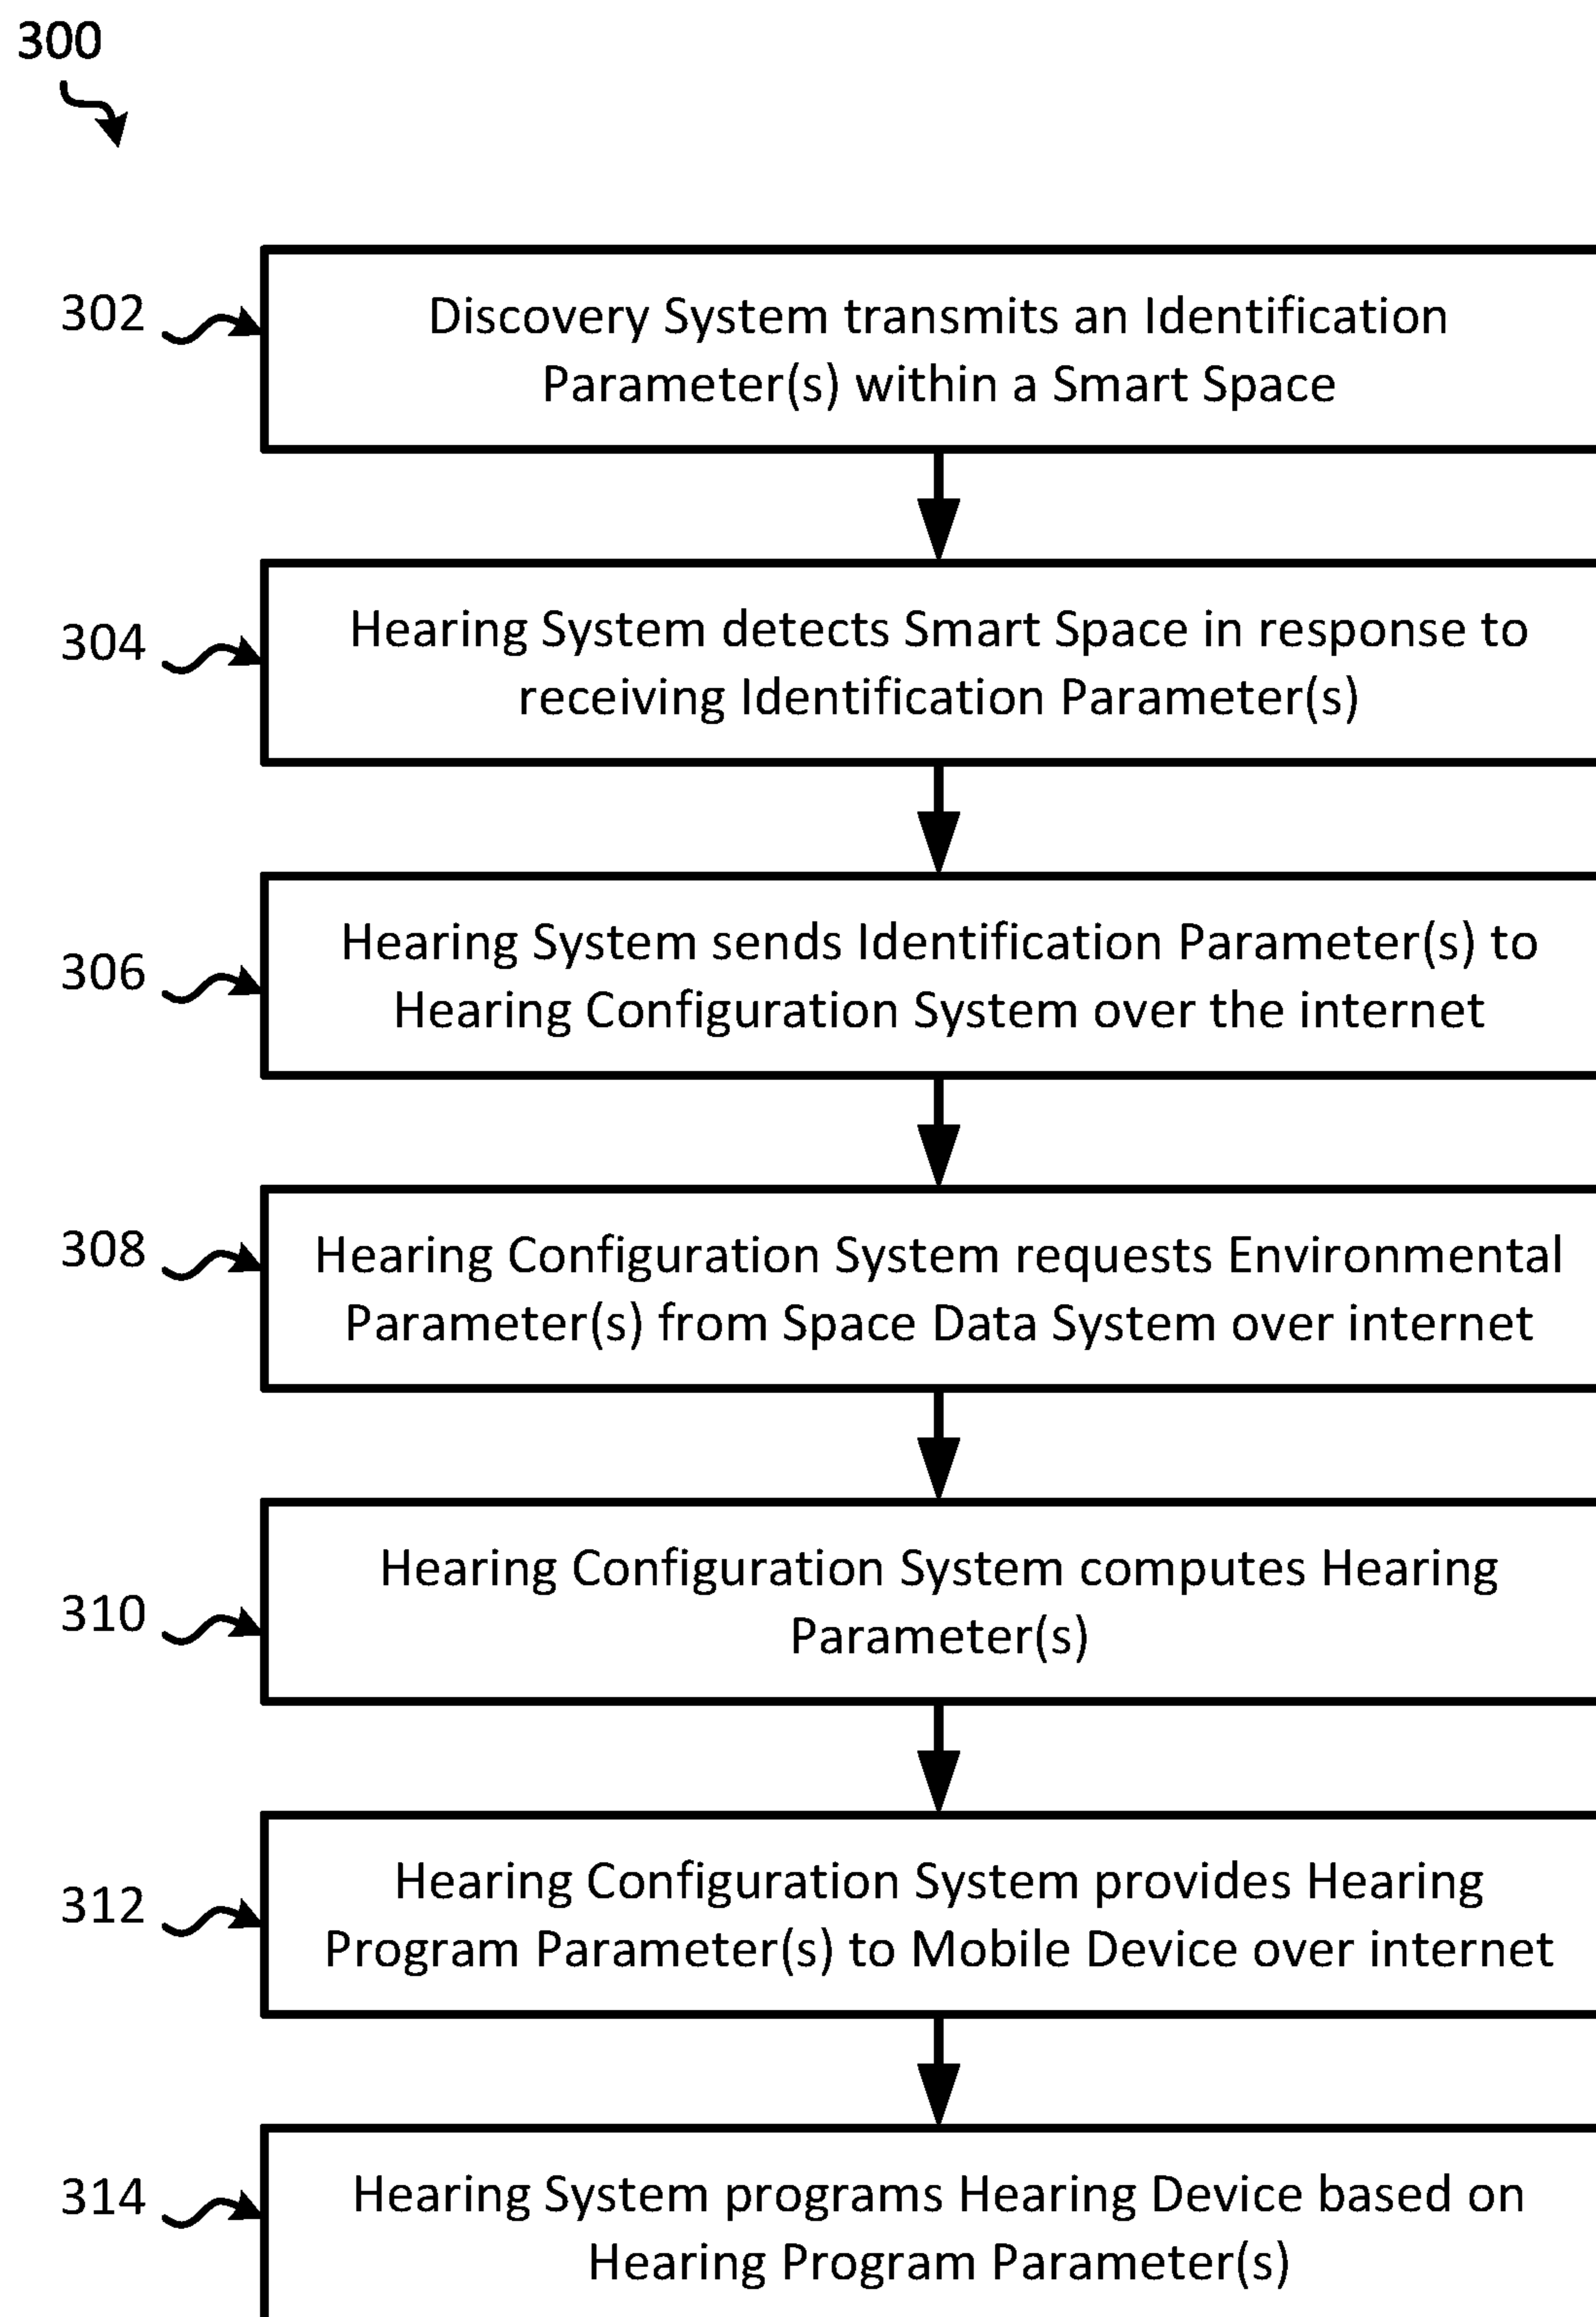 300
302
Discovery System transmits an Identification
Parameter(s) within a Smart Space
304
Hearing System detects Smart Space in response to
receiving Identification Parameter(s)
306
Hearing System sends Identification Parameter(s) to
Hearing Configuration System over the internet
308
Hearing Configuration System requests Environmental
Parameter(s) from Space Data System over internet
310
Hearing Configuration System computes Hearing
Parameter(s)
312
Hearing Configuration System provides Hearing
Program Parameter(s) to Mobile Device over internet
314
Hearing System programs Hearing Device based on
Hearing Program Parameter(s)